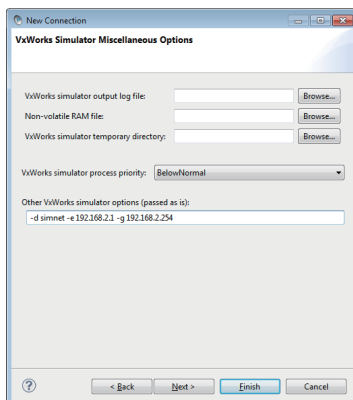 New Connection
VxWorks Simulator Miscellaneous Options
VxWorks simulator output log file:
Browse...
Non-volatile RAM file:
Browse...
VxWorks simulator temporary directory:
Browse...
VxWorks simulator process priority: BelowNormal
Other VxWorks simulator options (passed as is):
-d simnet -e 192.168.2.1 -g 192.168.2.254
? < Back Next > Finish Cancel